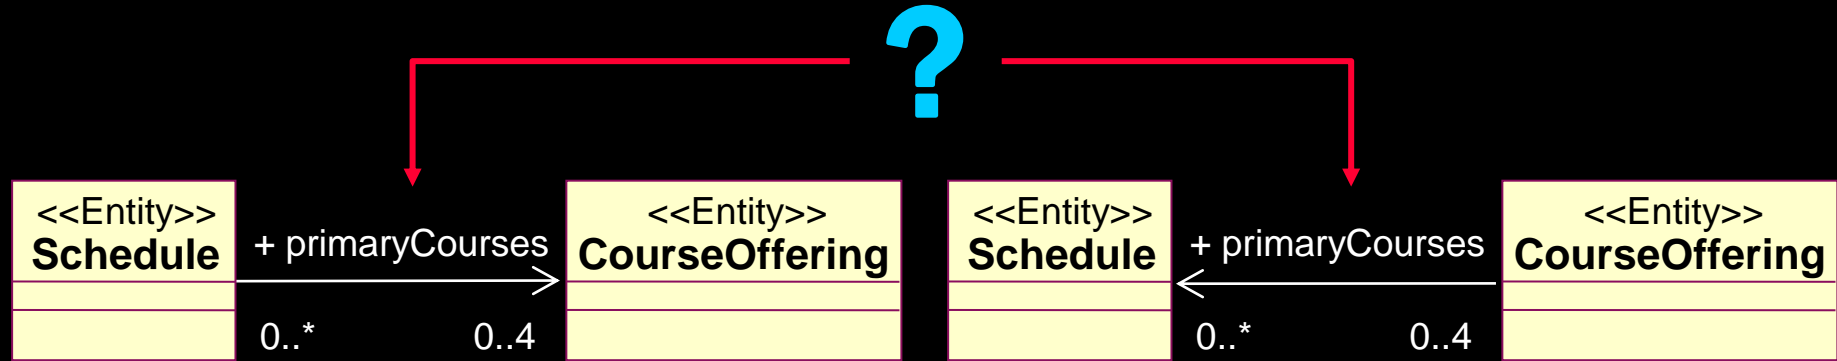 ?
<<Entity>>
Schedule
+ primaryCourses
0..*
0..4
<<Entity>>
CourseOffering
<<Entity>>
Schedule
+ primaryCourses
0..*
0..4
<<Entity>>
CourseOffering